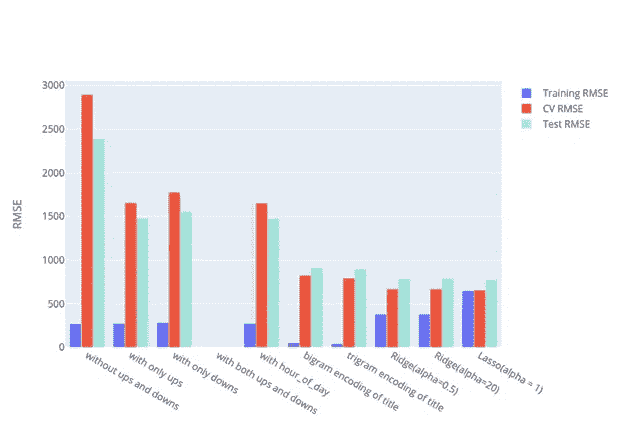 3000
2500
2000
1500
1000
500
0
RMSE
without ups and downs
with only ups
with only downs
with both ups and downs
with hour_of_day
bigram encoding of title
trigram encoding of title
Ridge(alpha=0.5)
Ridge(alpha=20)
Lasso(alpha = 1)
Training RMSE
CV RMSE
Test RMSE